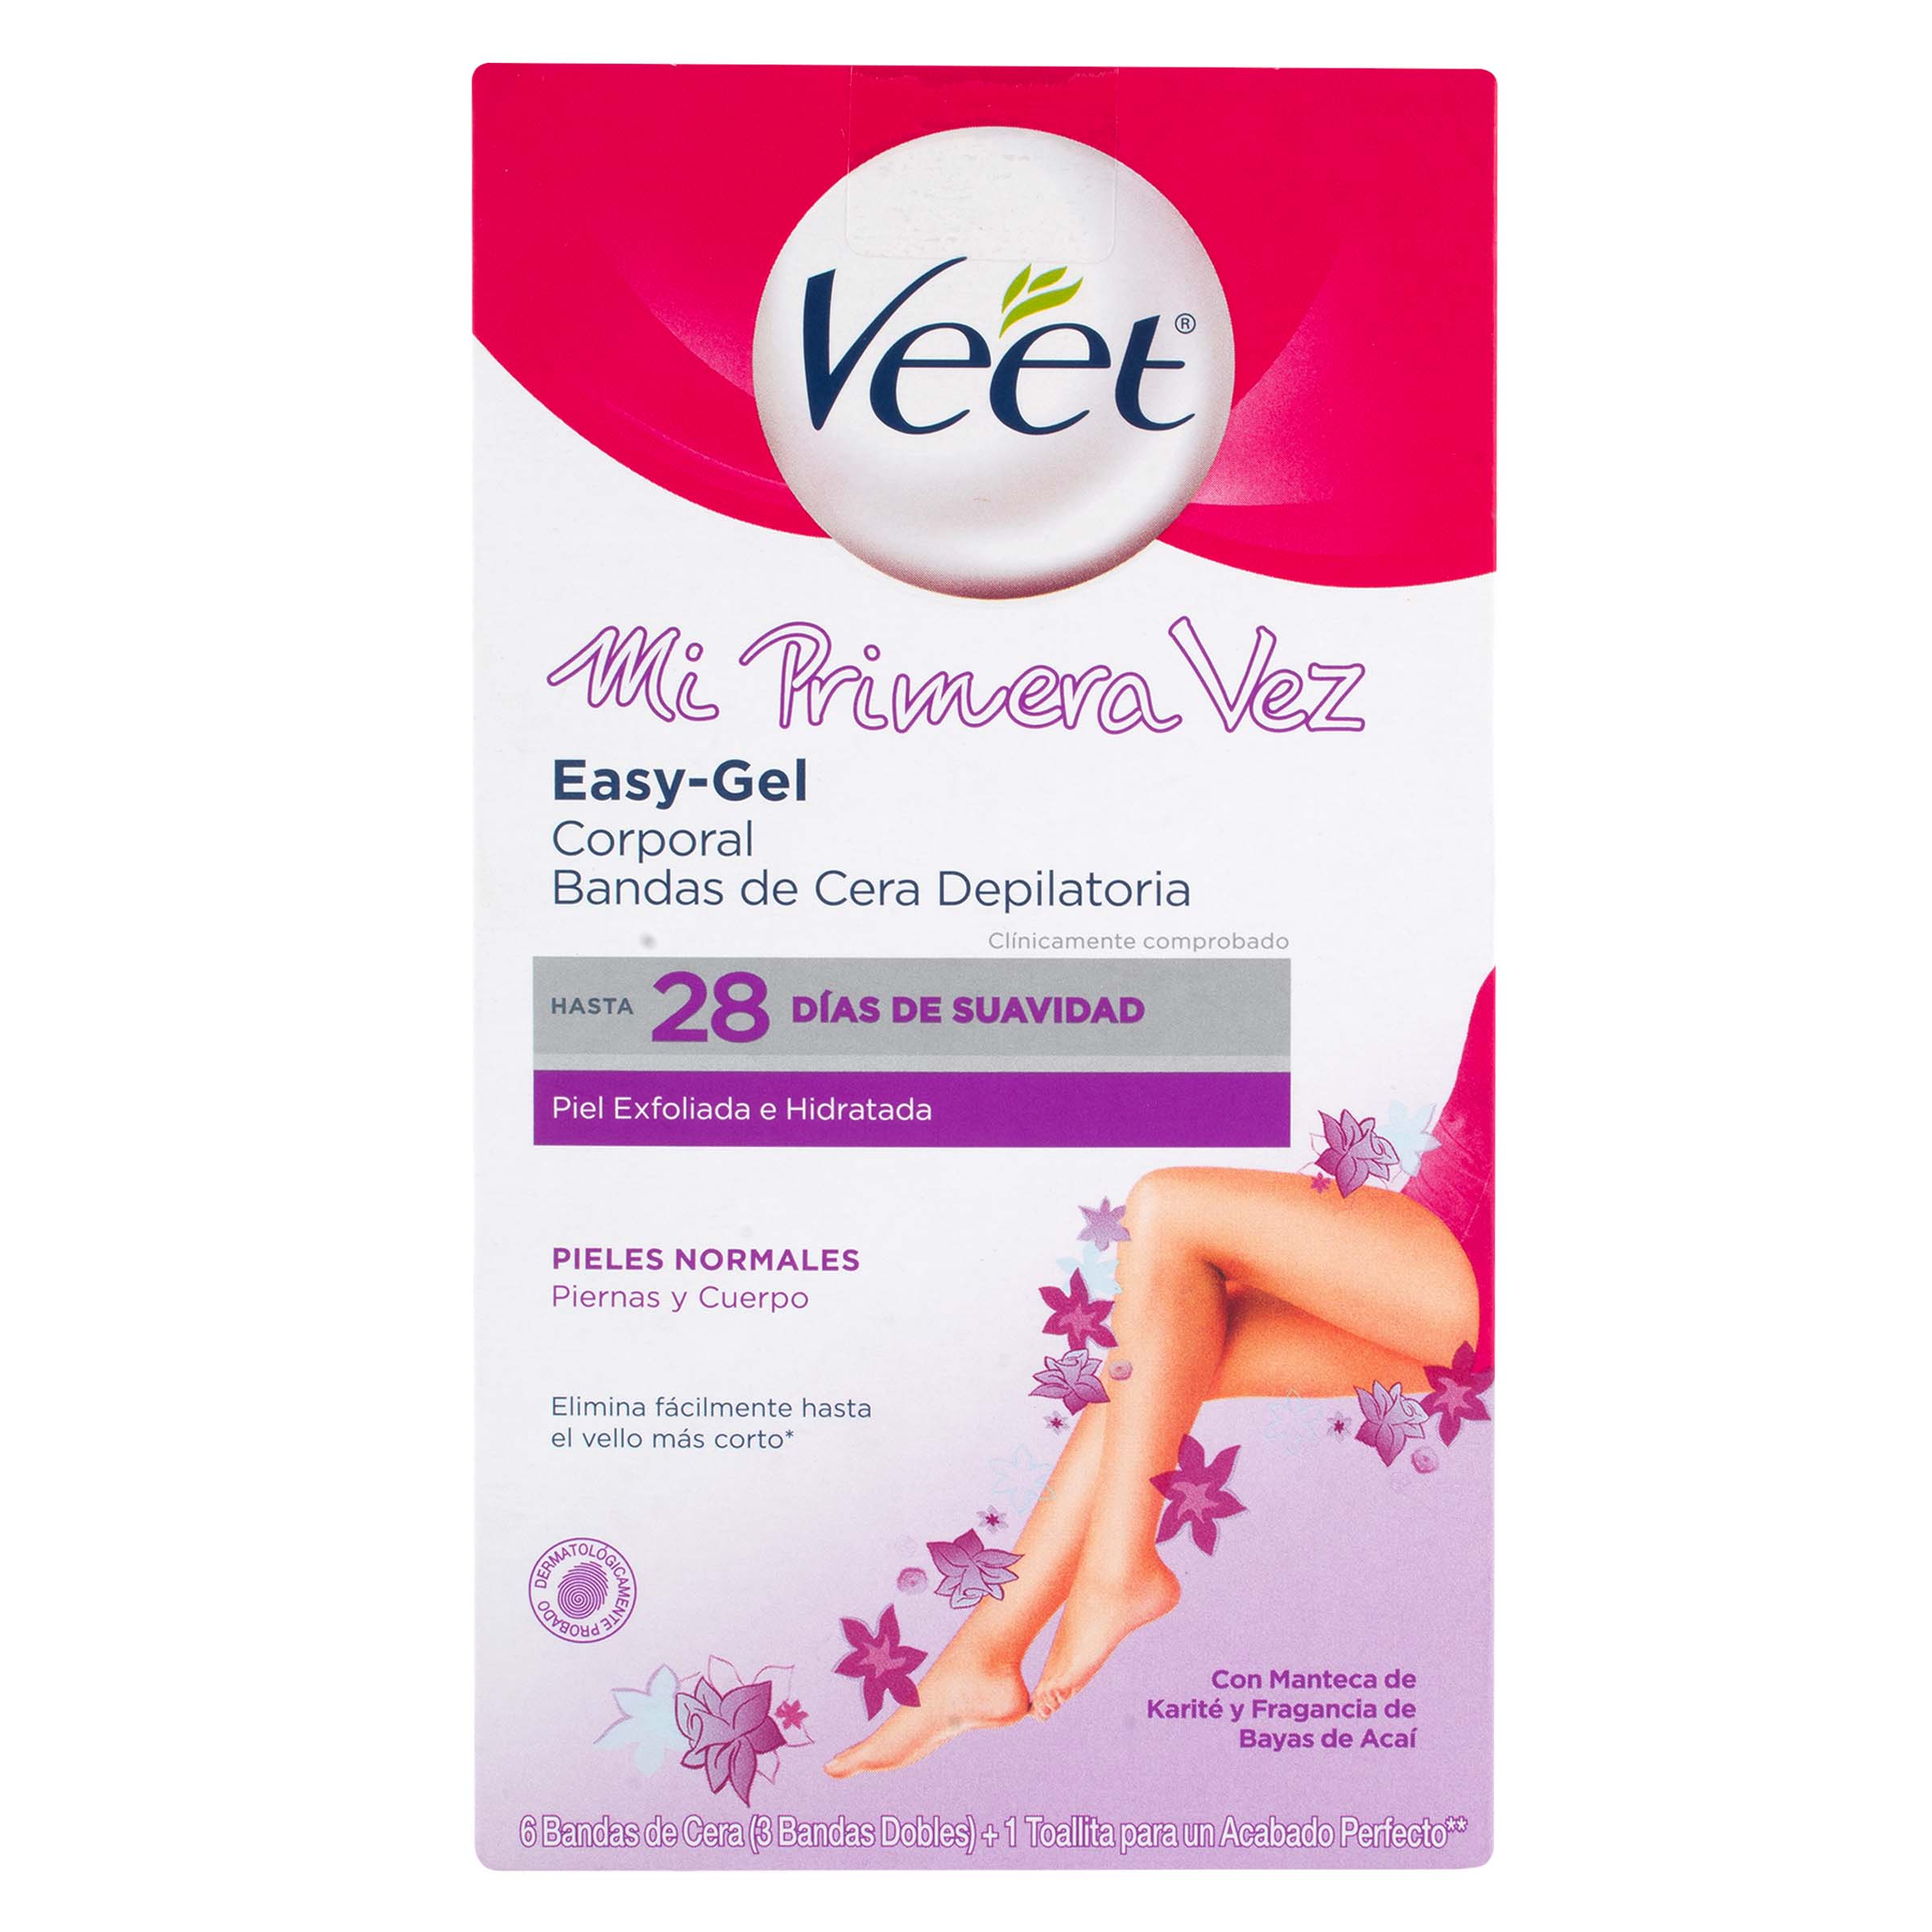 Veet®
Mi Primera Vez
Easy-Gel
Corporal
Bandas de Cera Depilatoria
Clínicamente comprobado
HASTA 28 DÍAS DE SUAVIDAD
Piel Exfoliada e Hidratada
PIELES NORMALES
Piernas y Cuerpo
Elimina fácilmente hasta
el vello más corto*
DERMATOLÓGICAMENTE PROBADO
Con Manteca de
Karité y Fragancia de
Bayas de Acaí
6 Bandas de Cera (3 Bandas Dobles) + 1 Toallita para un Acabado Perfecto**